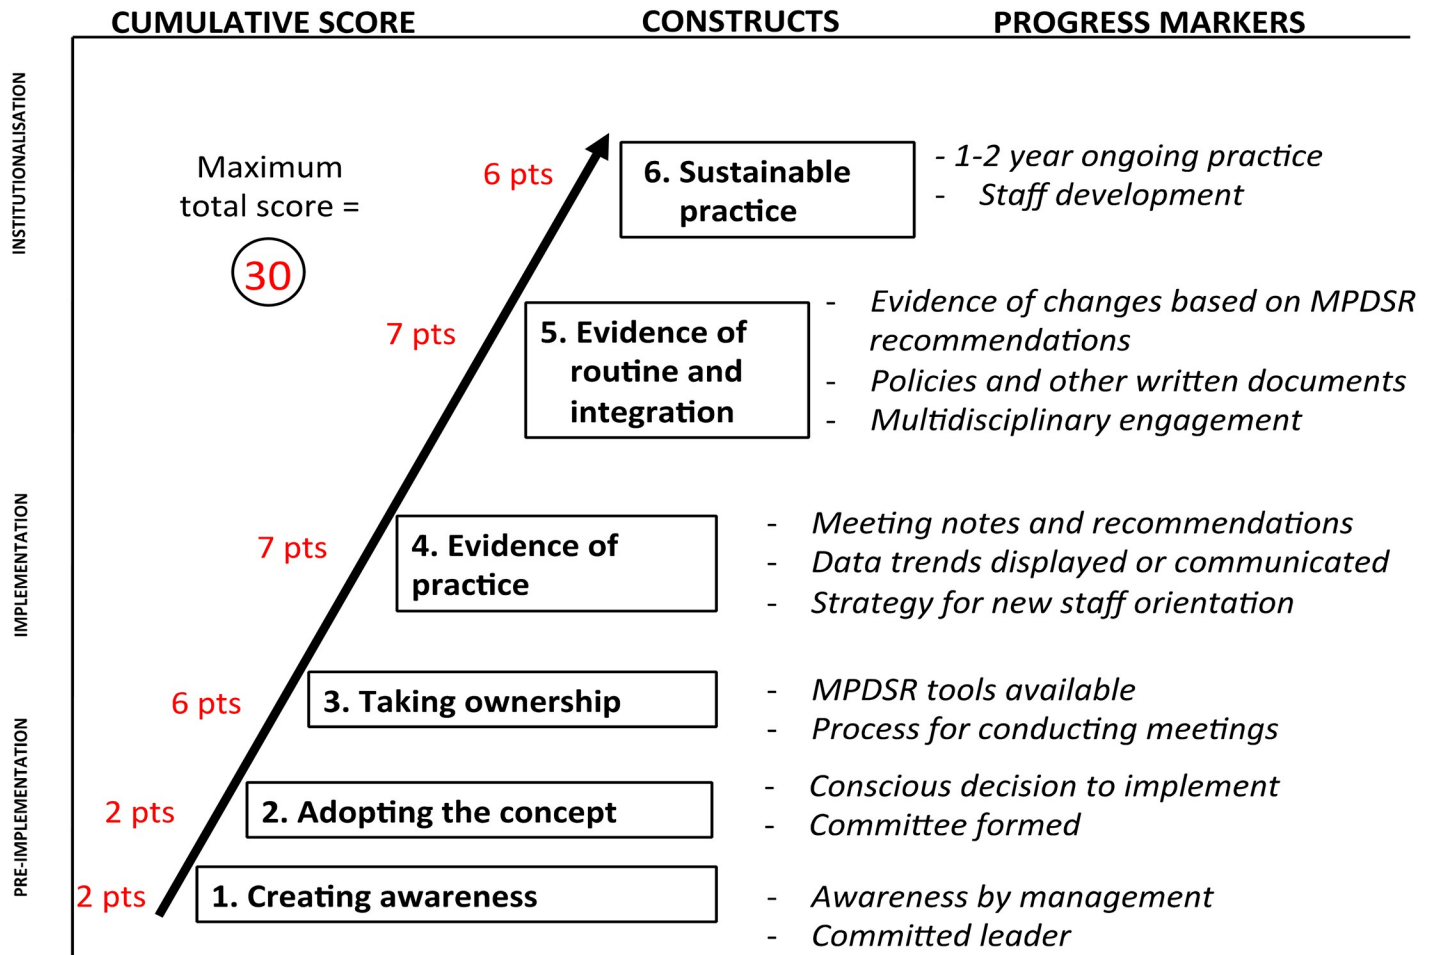 CUMULATIVE SCORE CONSTRUCTS PROGRESS MARKERS
INSTITUTIONALISATION
Maximum
total score =
30
6 pts
6. Sustainable
practice
- 1-2 year ongoing practice
- Staff development
7 pts
5. Evidence of
routine and
integration
- Evidence of changes based on MPDSR
recommendations
- Policies and other written documents
- Multidisciplinary engagement
IMPLEMENTATION
7 pts
4. Evidence of
practice
- Meeting notes and recommendations
- Data trends displayed or communicated
- Strategy for new staff orientation
6 pts
3. Taking ownership
- MPDSR tools available
- Process for conducting meetings
PRE-IMPLEMENTATION
2 pts
2. Adopting the concept
- Conscious decision to implement
- Committee formed
2 pts
1. Creating awareness
- Awareness by management
- Committed leader